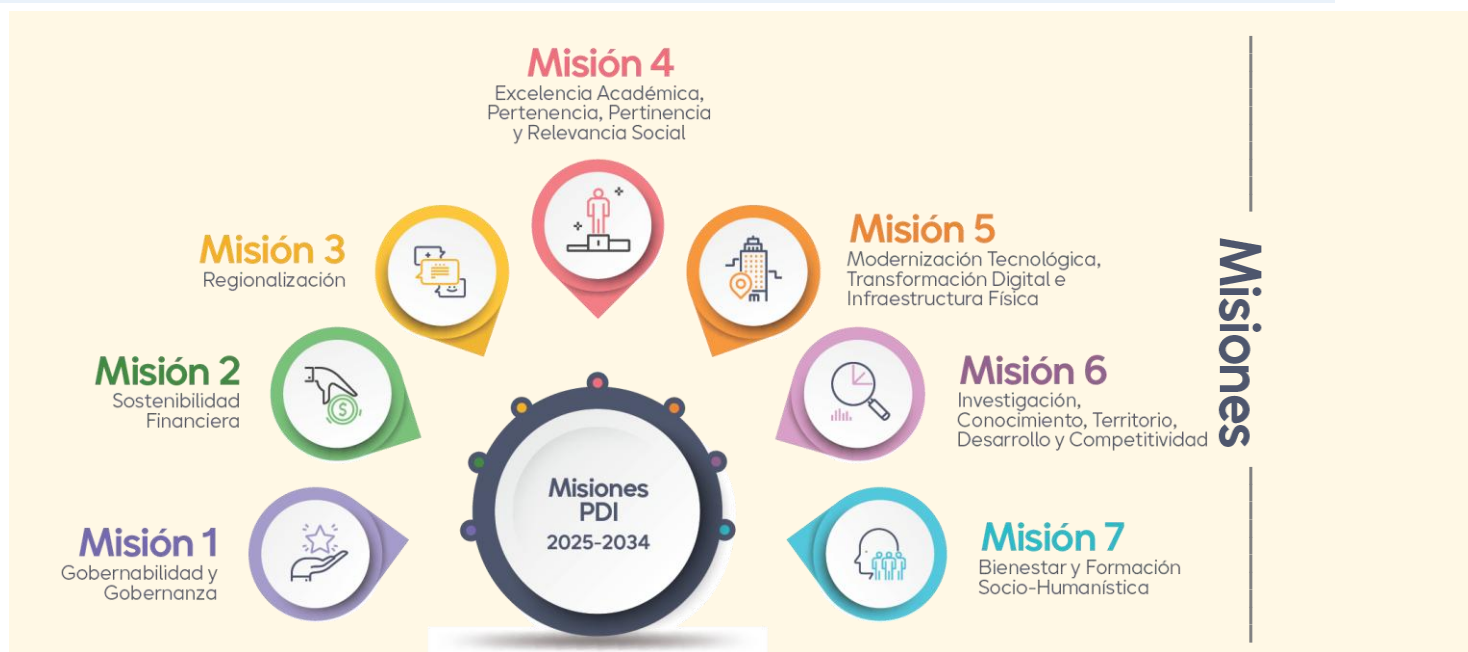 Misión 4
Excelencia Académica,
Pertenencia, Pertinencia
y Relevancia Social
Misión 3
Regionalización
Misión 5
Modernización Tecnológica,
Transformación Digital e
Infraestructura Física
Misión 2
Sostenibilidad
Financiera
Misión 6
Investigación,
Conocimiento, Territorio,
Desarrollo y Competitividad
Misión 1
Gobernabilidad y
Gobernanza
Misiones
PDI
2025-2034
Misión 7
Bienestar y Formación
Socio-Humanística
Misiones